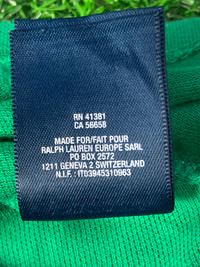 RN 41381
CA 56658
MADE FOR/FAIT POUR
RALPH LAUREN EUROPE SARL
PO BOX 2572
1211 GENEVA 2 SWITZERLAND
N.I.F. : IT03945310963